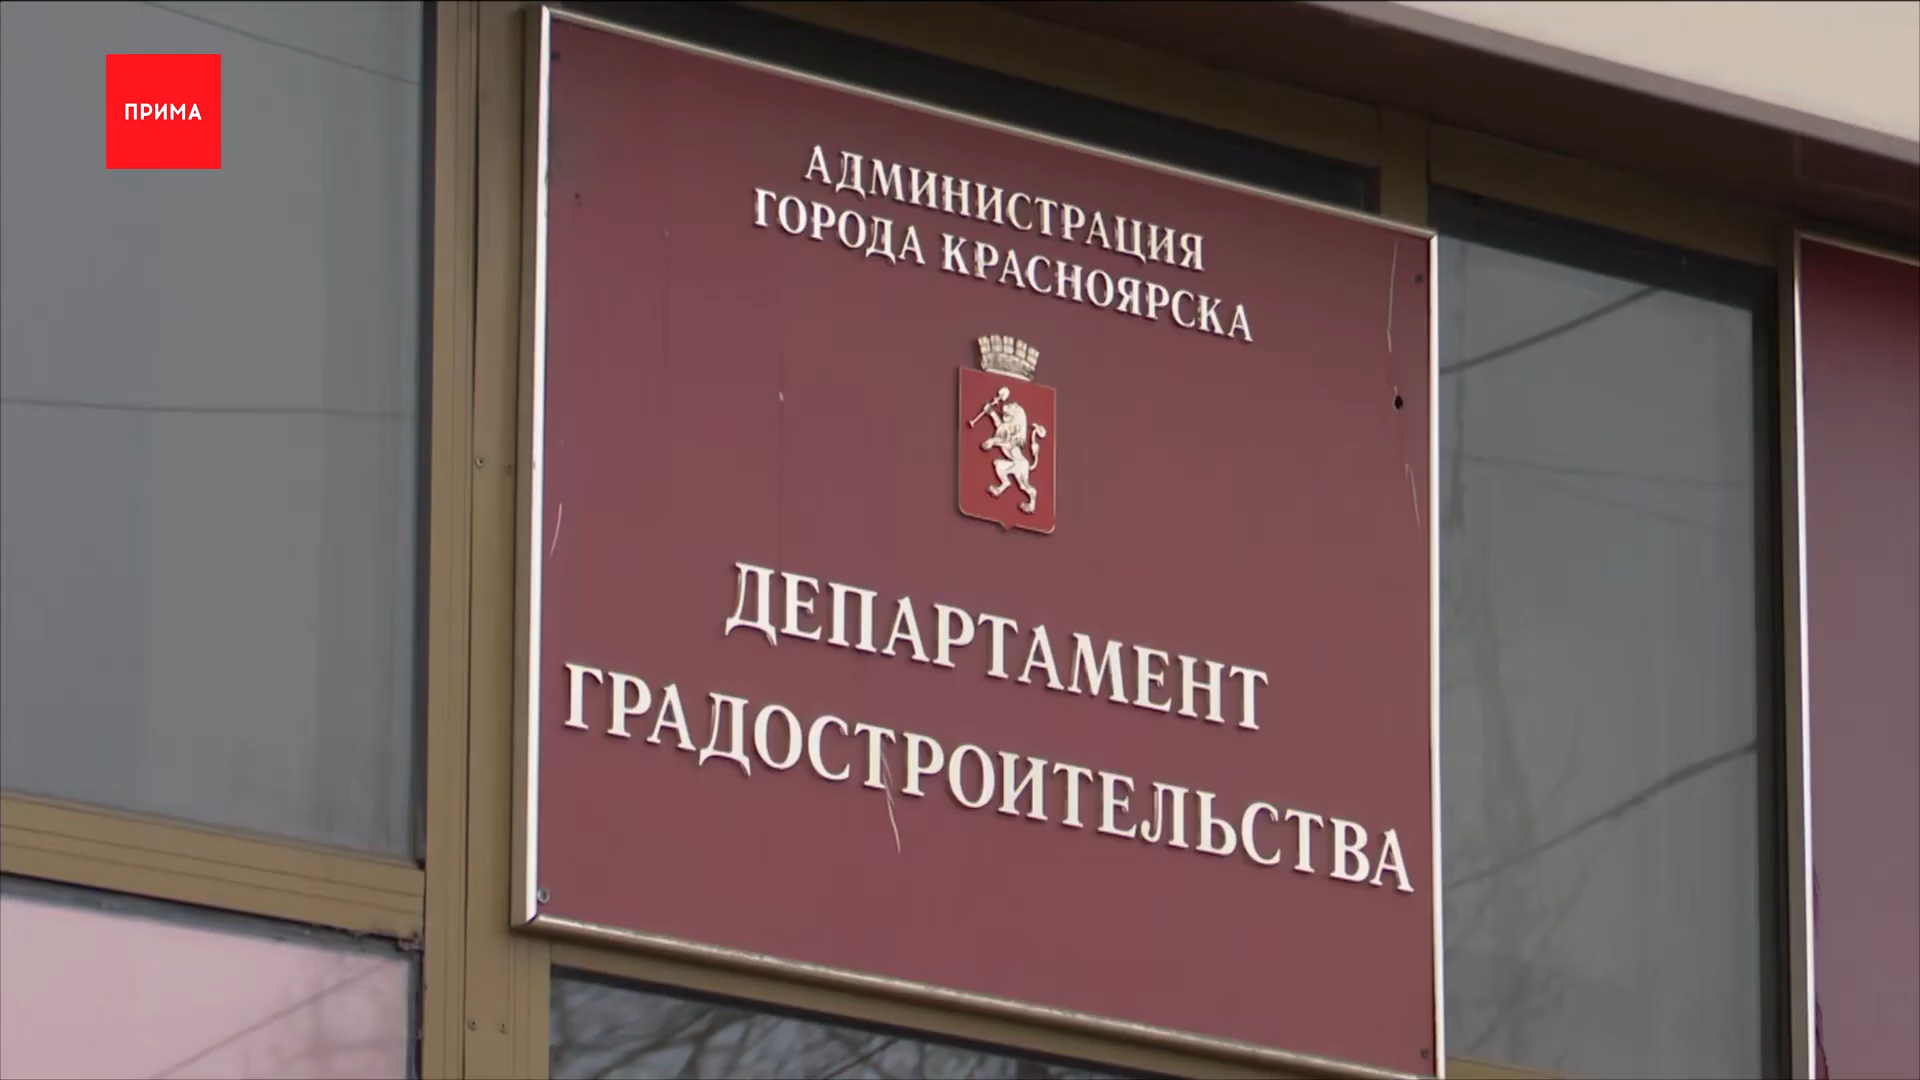 ПРИМА
АДМИНИСТРАЦИЯ
ГОРОДА КРАСНОЯРСКА
ДЕПАРТАМЕНТ
ГРАДОСТРОИТЕЛЬСТВА